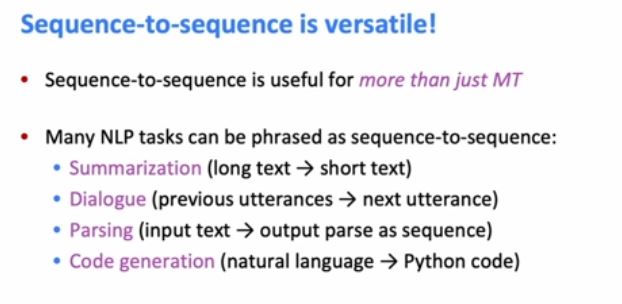 Sequence-to-sequence is versatile!
• Sequence-to-sequence is useful for more than just MT
• Many NLP tasks can be phrased as sequence-to-sequence:
• Summarization (long text → short text)
• Dialogue (previous utterances → next utterance)
• Parsing (input text → output parse as sequence)
• Code generation (natural language → Python code)